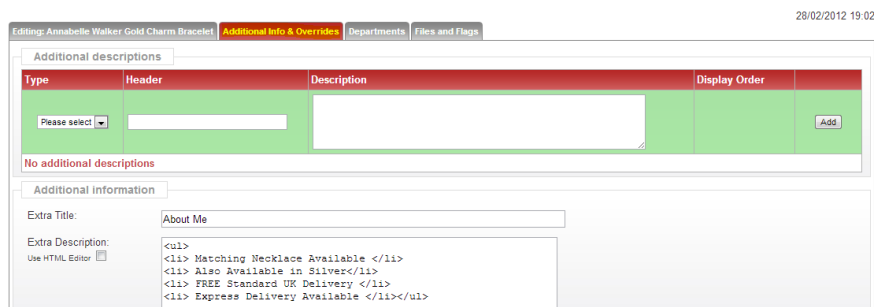 28/02/2012 19:02
Editing: Annabelle Walker Gold Charm Bracelet Additional Info & Overrides Departments Files and Flags
Additional descriptions
Type Header Description Display Order
Please select Add
No additional descriptions
Additional information
Extra Title: About Me
Extra Description: <ul>
Use HTML Editor <li> Matching Necklace Available </li>
<li> Also Available in Silver</li>
<li> FREE Standard UK Delivery </li>
<li> Express Delivery Available </li></ul>